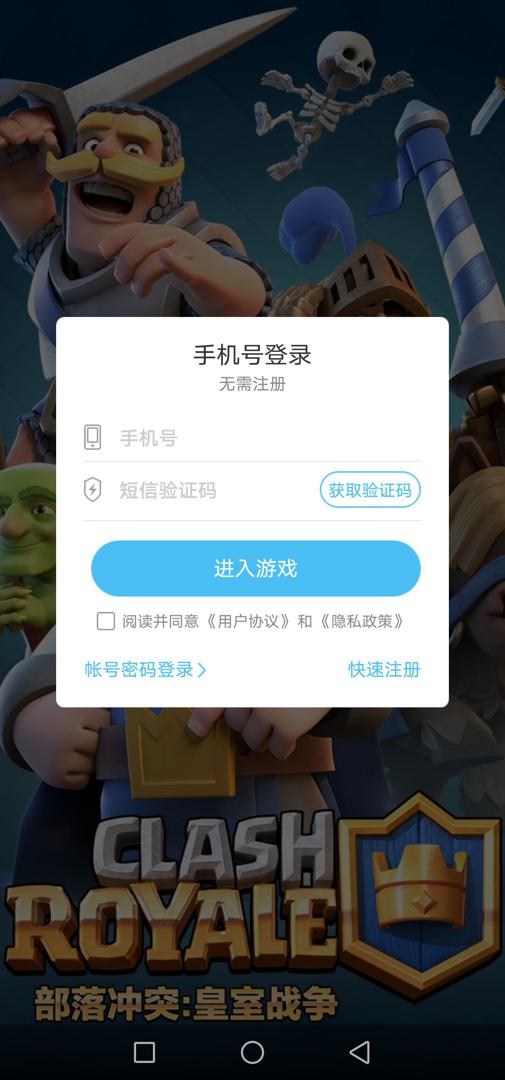 手机号登录
无需注册
手机号
短信验证码 获取验证码
进入游戏
阅读并同意《用户协议》和《隐私政策》
帐号密码登录 快速注册
CLASH
ROYALE
部落冲突:皇室战争